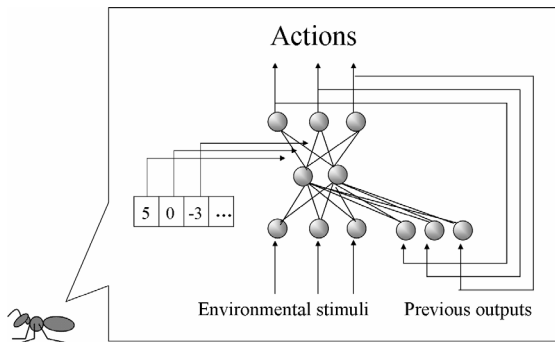 Actions
5 0 -3 ...
Environmental stimuli
Previous outputs